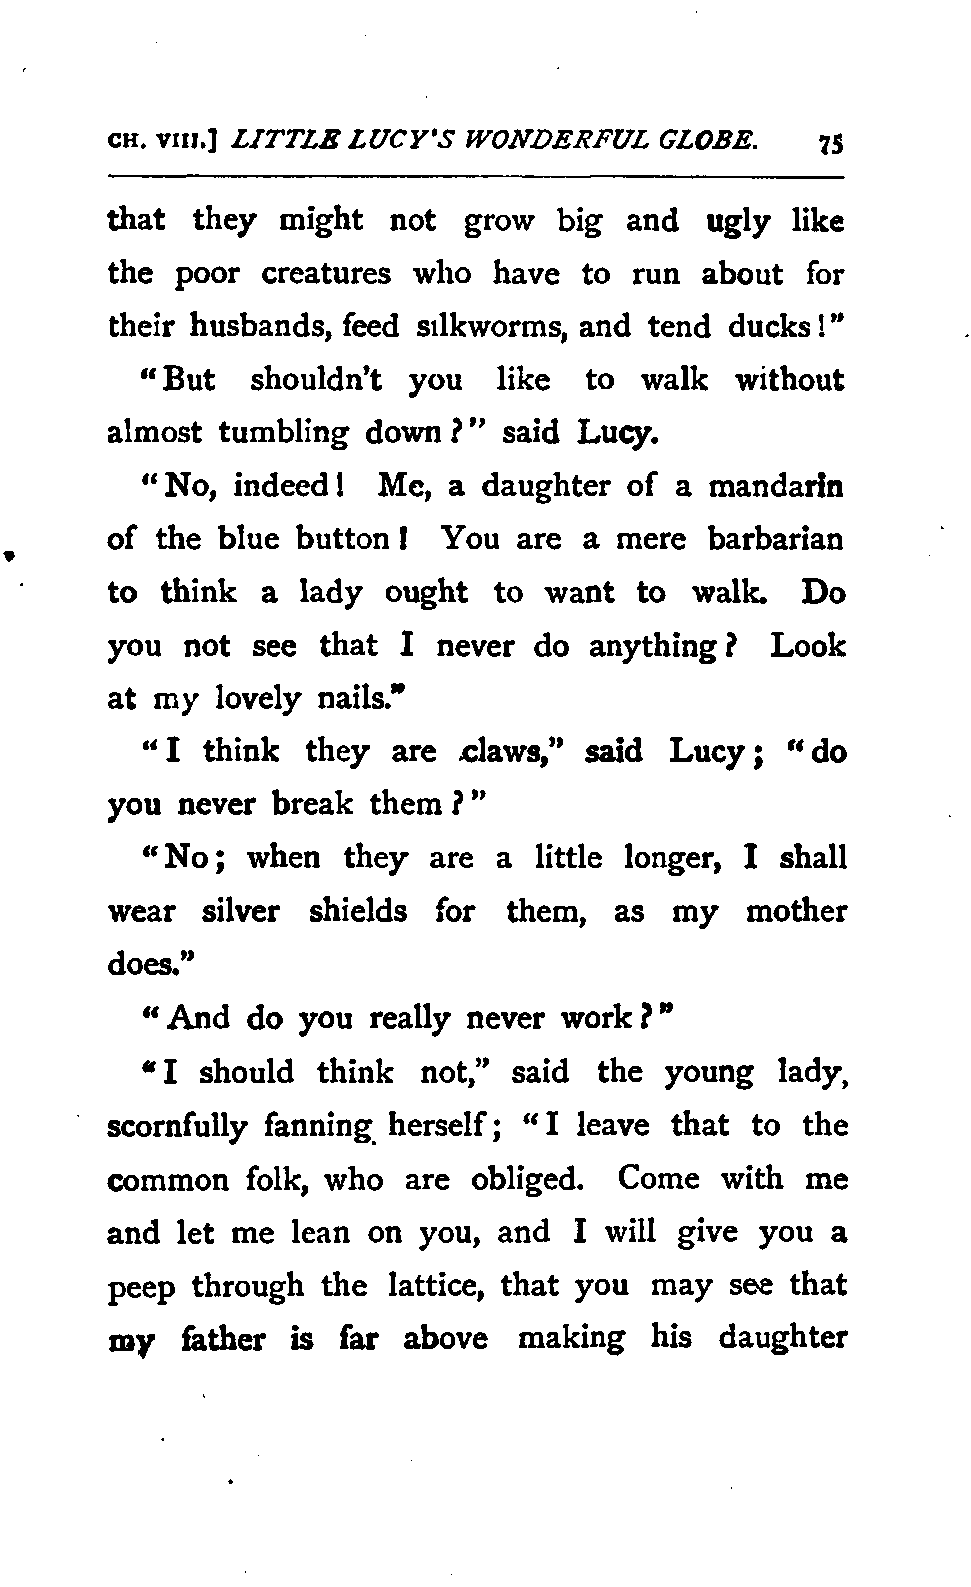 CH. VIII.] LITTLE LUCY'S WONDERFUL GLOBE. 75
that they might not grow big and ugly like
the poor creatures who have to run about for
their husbands, feed silkworms, and tend ducks!"
"But shouldn't you like to walk without
almost tumbling down?" said Lucy.
"No, indeed! Me, a daughter of a mandarin
of the blue button! You are a mere barbarian
to think a lady ought to want to walk. Do
you not see that I never do anything? Look
at my lovely nails."
"I think they are claws," said Lucy; "do
you never break them?"
"No; when they are a little longer, I shall
wear silver shields for them, as my mother
does."
"And do you really never work?"
"I should think not," said the young lady,
scornfully fanning herself; "I leave that to the
common folk, who are obliged. Come with me
and let me lean on you, and I will give you a
peep through the lattice, that you may see that
my father is far above making his daughter